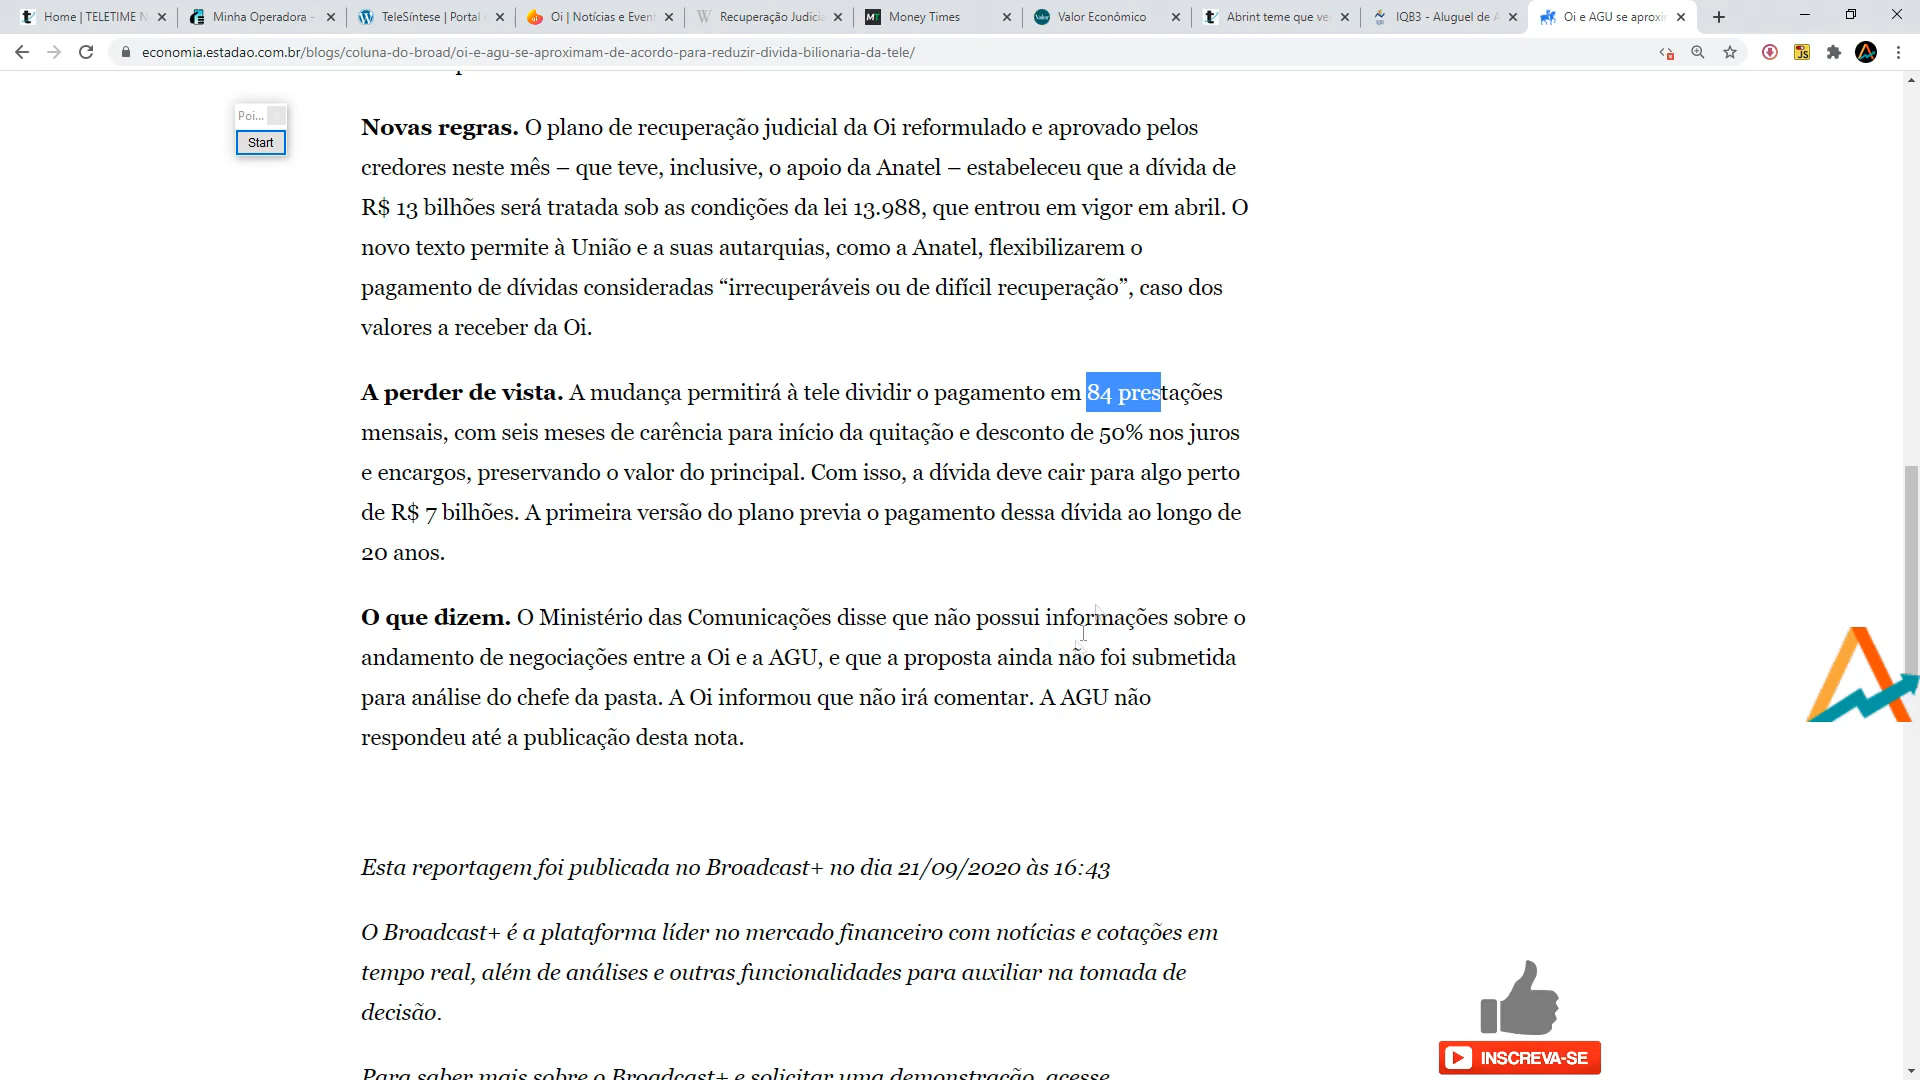 Home | TELETIME N
Minha Operadora -
TeleSíntese | Portal
Oi | Notícias e Even
Recuperação Judicia
Money Times
Valor Econômico
Abrint teme que ve
IQB3 - Aluguel de A
Oi e AGU se aproxi
economia.estadao.com.br/blogs/coluna-do-broad/oi-e-agu-se-aproximam-de-acordo-para-reduzir-divida-bilionaria-da-tele/
Poi...
Start
Novas regras. O plano de recuperação judicial da Oi reformulado e aprovado pelos
credores neste mês – que teve, inclusive, o apoio da Anatel – estabeleceu que a dívida de
R$ 13 bilhões será tratada sob as condições da lei 13.988, que entrou em vigor em abril. O
novo texto permite à União e a suas autarquias, como a Anatel, flexibilizarem o
pagamento de dívidas consideradas “irrecuperáveis ou de difícil recuperação”, caso dos
valores a receber da Oi.
A perder de vista. A mudança permitirá à tele dividir o pagamento em 84 prestações
mensais, com seis meses de carência para início da quitação e desconto de 50% nos juros
e encargos, preservando o valor do principal. Com isso, a dívida deve cair para algo perto
de R$ 7 bilhões. A primeira versão do plano previa o pagamento dessa dívida ao longo de
20 anos.
O que dizem. O Ministério das Comunicações disse que não possui informações sobre o
andamento de negociações entre a Oi e a AGU, e que a proposta ainda não foi submetida
para análise do chefe da pasta. A Oi informou que não irá comentar. A AGU não
respondeu até a publicação desta nota.
Esta reportagem foi publicada no Broadcast+ no dia 21/09/2020 às 16:43
O Broadcast+ é a plataforma líder no mercado financeiro com notícias e cotações em
tempo real, além de análises e outras funcionalidades para auxiliar na tomada de
decisão.
Para saber mais sobre o Broadcast+ e solicitar uma demonstração, acesse
INSCREVA-SE